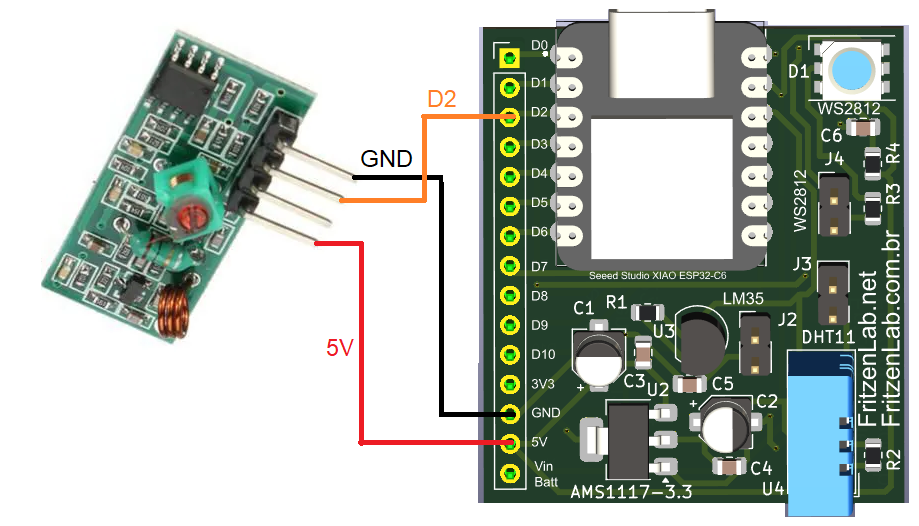 D2
GND
5V
D0
D1
D2
D3
D4
D5
D6
D7
D8
D9
D10
3V3
GND
5V
Vin
Batt
Seeed Studio XIAO ESP32-C6
D1
WS2812
C6
R4
J4
WS2812
R3
J3
DHT11
LM35
J2
C1
R1
U3
C3
C5
U2
C2
C4
AMS1117-3.3
U4
R2
FritzenLab.net
FritzenLab.com.br